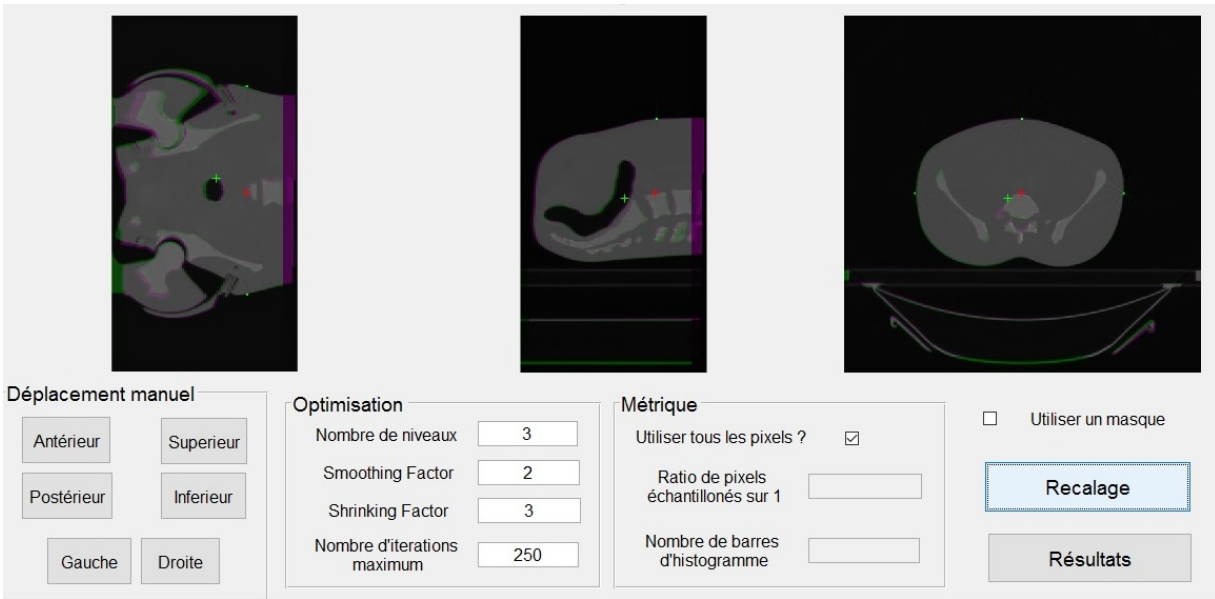 Déplacement manuel
Antérieur
Superieur
Postérieur
Inferieur
Gauche
Droite
Optimisation
Nombre de niveaux
3
Smoothing Factor
2
Shrinking Factor
3
Nombre d'iterations
maximum
250
Métrique
Utiliser tous les pixels ?
Ratio de pixels
échantillonés sur 1
Nombre de barres
d'histogramme
Utiliser un masque
Recalage
Résultats